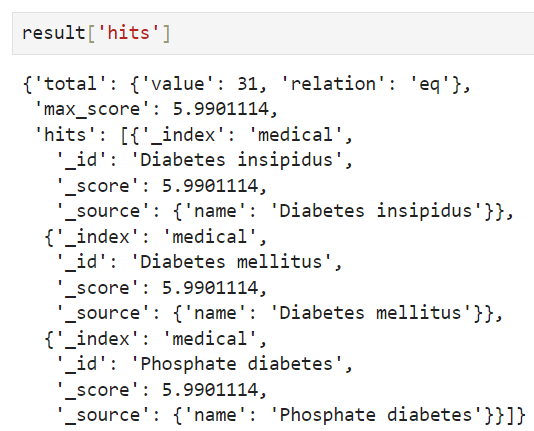 result['hits']
{'total': {'value': 31, 'relation': 'eq'},
 'max_score': 5.9901114,
 'hits': [{'_index': 'medical',
   '_id': 'Diabetes insipidus',
   '_score': 5.9901114,
   '_source': {'name': 'Diabetes insipidus'}},
  {'_index': 'medical',
   '_id': 'Diabetes mellitus',
   '_score': 5.9901114,
   '_source': {'name': 'Diabetes mellitus'}},
  {'_index': 'medical',
   '_id': 'Phosphate diabetes',
   '_score': 5.9901114,
   '_source': {'name': 'Phosphate diabetes'}}]}